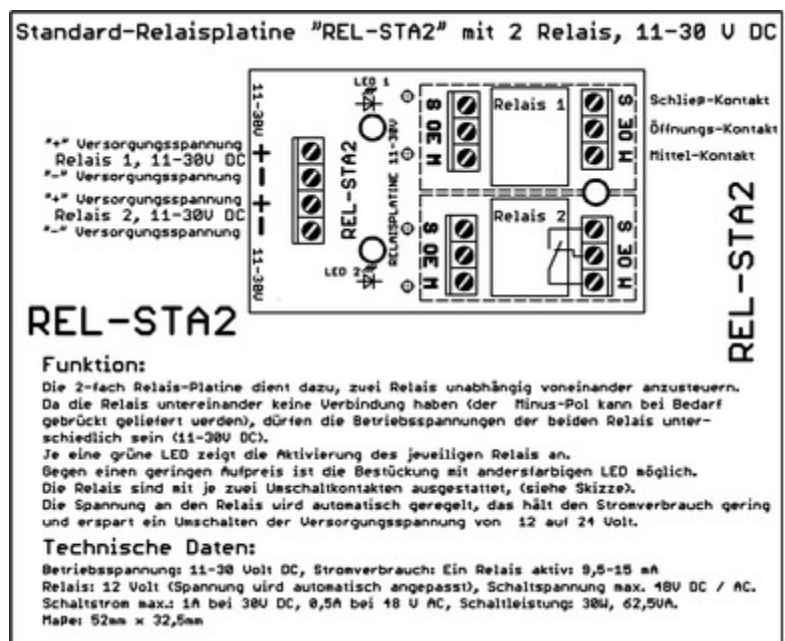 Standard-Relaisplatine "REL-STA2" mit 2 Relais, 11-30 V DC
LED 1
11-30V
"+" Versorgungsspannung
Relais 1, 11-30V DC
"-" Versorgungsspannung
"+" Versorgungsspannung
Relais 2, 11-30V DC
"-" Versorgungsspannung
+
-
+
-
11-30V
REL-STA2
RELAISPLATINE 11-30V
LED 2
S
OE
M
Relais 1
S
OE
M
Schließ-Kontakt
Öffnungs-Kontakt
Mittel-Kontakt
S
OE
M
Relais 2
S
OE
M
REL-STA2
REL-STA2
Funktion:
Die 2-fach Relais-Platine dient dazu, zwei Relais unabhängig voneinander anzusteuern.
Da die Relais untereinander keine Verbindung haben (der Minus-Pol kann bei Bedarf
gebrückt geliefert werden), dürfen die Betriebsspannungen der beiden Relais unter-
schiedlich sein (11-30V DC).
Je eine grüne LED zeigt die Aktivierung des jeweiligen Relais an.
Gegen einen geringen Aufpreis ist die Bestückung mit andersfarbigen LED möglich.
Die Relais sind mit je zwei Umschaltkontakten ausgestattet, (siehe Skizze).
Die Spannung an den Relais wird automatisch geregelt, das hält den Stromverbrauch gering
und erspart ein Umschalten der Versorgungsspannung von 12 auf 24 Volt.
Technische Daten:
Betriebsspannung: 11-30 Volt DC, Stromverbrauch: Ein Relais aktiv: 9,5-15 mA
Relais: 12 Volt (Spannung wird automatisch angepasst), Schaltspannung max. 48V DC / AC.
Schaltstrom max.: 1A bei 30V DC, 0,5A bei 48 V AC, Schaltleistung: 30W, 62,5VA.
Maße: 52mm x 32,5mm